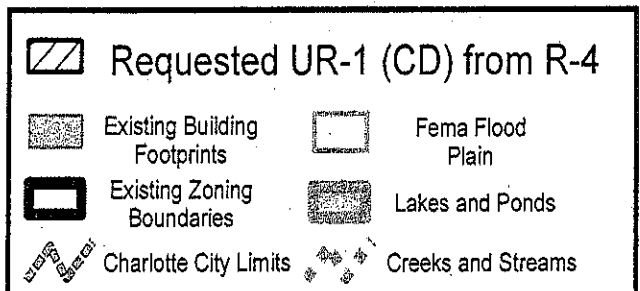 Requested UR-1 (CD) from R-4
Existing Building
Footprints
Fema Flood
Plain
Existing Zoning
Boundaries
Lakes and Ponds
Charlotte City Limits
Creeks and Streams